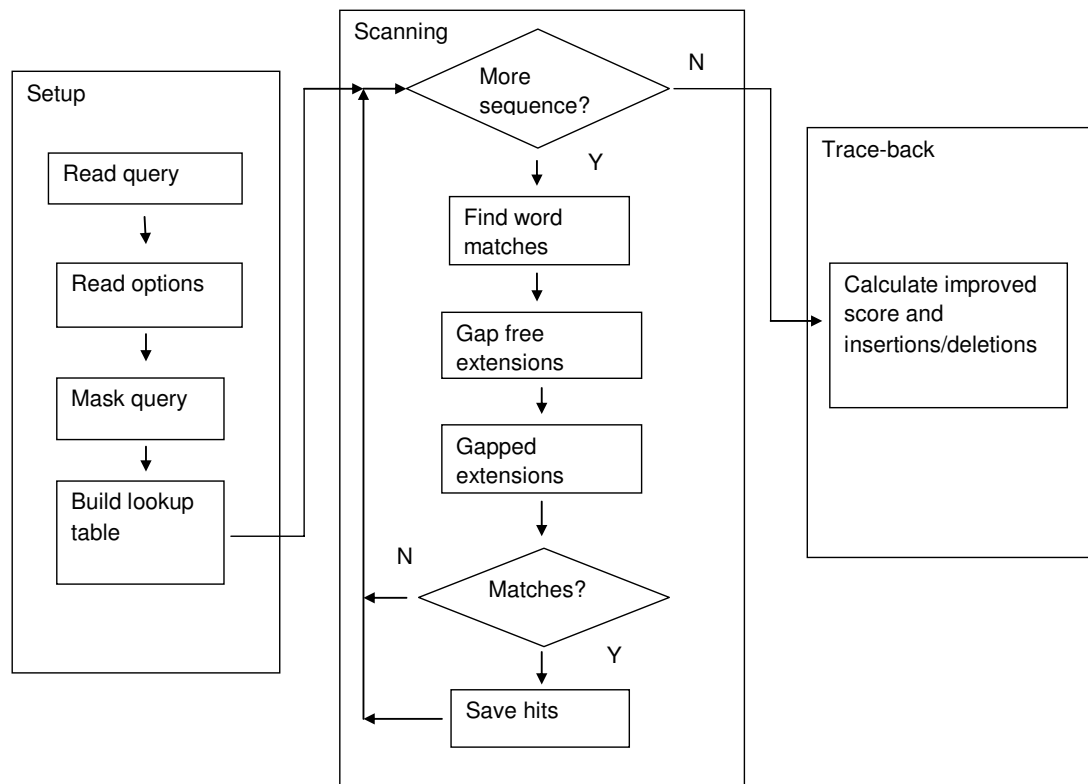 Setup
Read query
Read options
Mask query
Build lookup
table
Scanning
More
sequence?
N
Y
Find word
matches
Gap free
extensions
Gapped
extensions
N
Matches?
Y
Save hits
Trace-back
Calculate improved
score and
insertions/deletions